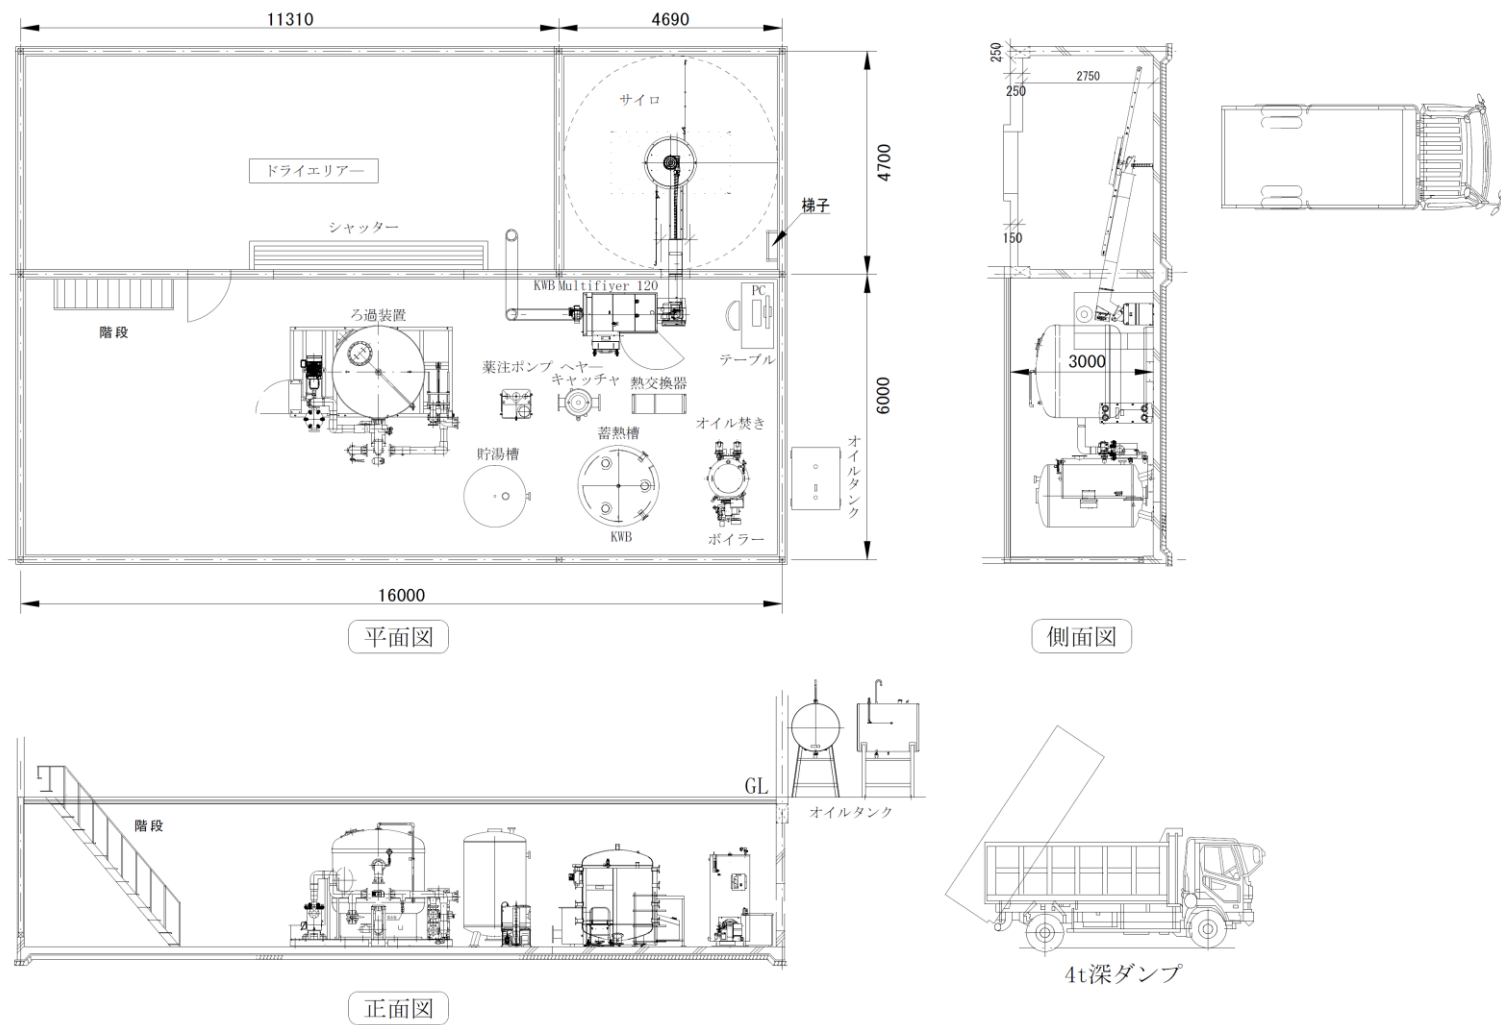 11310
4690
サイロ
ドライエリアー
シャッター
梯子
4700
KWB Multifiyer 120
PC
階段
ろ過装置
テーブル
薬注ポンプ
ヘヤー
キャッチャ
熱交換器
6000
オイル焚き
蓄熱槽
貯湯槽
オイルタンク
KWB
ボイラー
16000
平面図
250
250
2750
150
3000
側面図
GL
階段
オイルタンク
正面図
4t深ダンプ